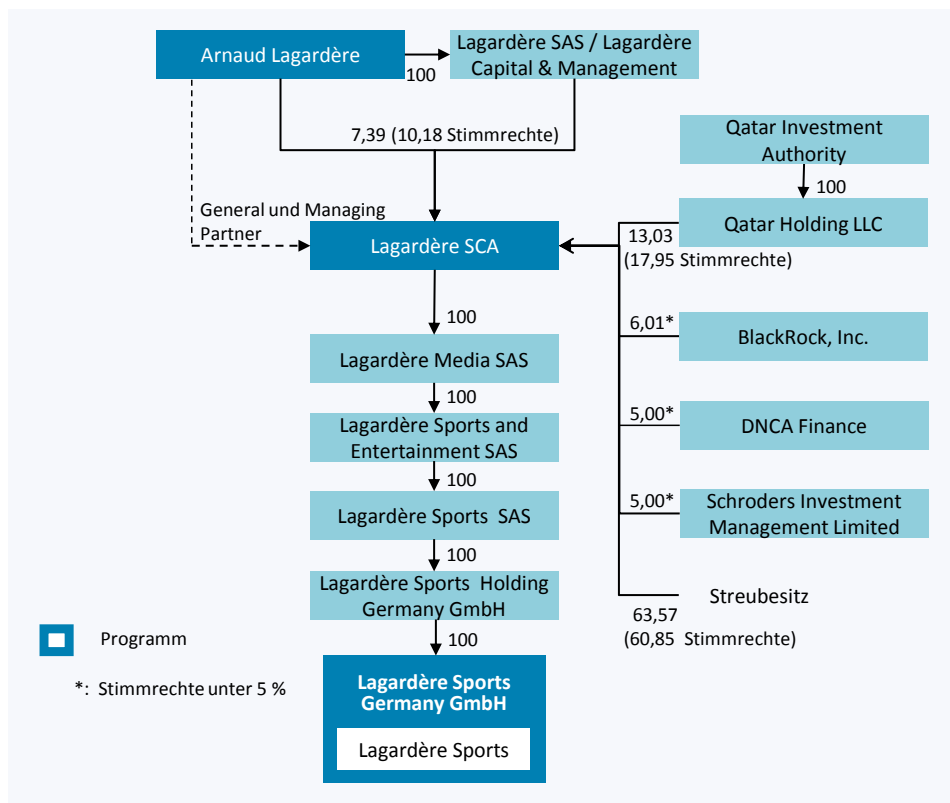 Arnaud Lagardère
100
Lagardère SAS / Lagardère
Capital & Management
7,39 (10,18 Stimmrechte)
Qatar Investment
Authority
100
General und Managing
Partner
Lagardère SCA
Qatar Holding LLC
13,03
(17,95 Stimmrechte)
100
6,01*
BlackRock, Inc.
Lagardère Media SAS
100
5,00*
DNCA Finance
Lagardère Sports and
Entertainment SAS
100
5,00*
Schroders Investment
Management Limited
Lagardère Sports SAS
100
Lagardère Sports Holding
Germany GmbH
Streubesitz
63,57
(60,85 Stimmrechte)
100
Programm
*: Stimmrechte unter 5 %
Lagardère Sports
Germany GmbH
Lagardère Sports